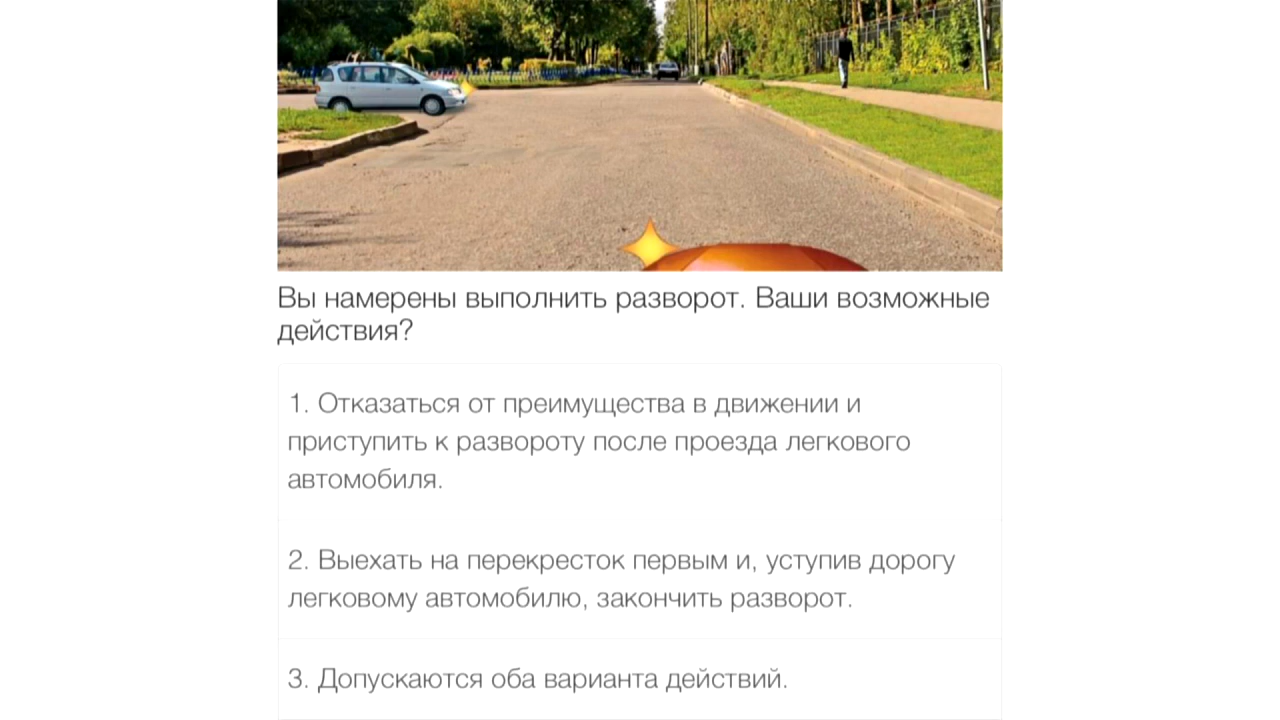 Вы намерены выполнить разворот. Ваши возможные
действия?
1. Отказаться от преимущества в движении и
приступить к развороту после проезда легкового
автомобиля.
2. Выехать на перекресток первым и, уступив дорогу
легковому автомобилю, закончить разворот.
3. Допускаются оба варианта действий.